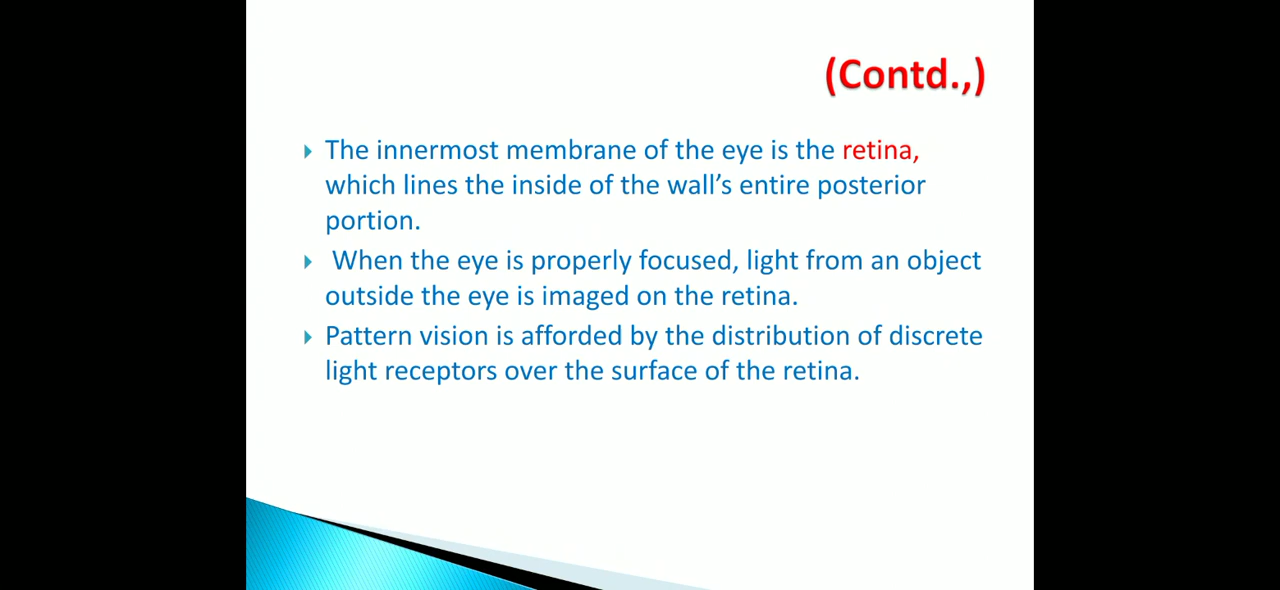 (Contd.,)
The innermost membrane of the eye is the retina,
which lines the inside of the wall's entire posterior
portion.
When the eye is properly focused, light from an object
outside the eye is imaged on the retina.
Pattern vision is afforded by the distribution of discrete
light receptors over the surface of the retina.